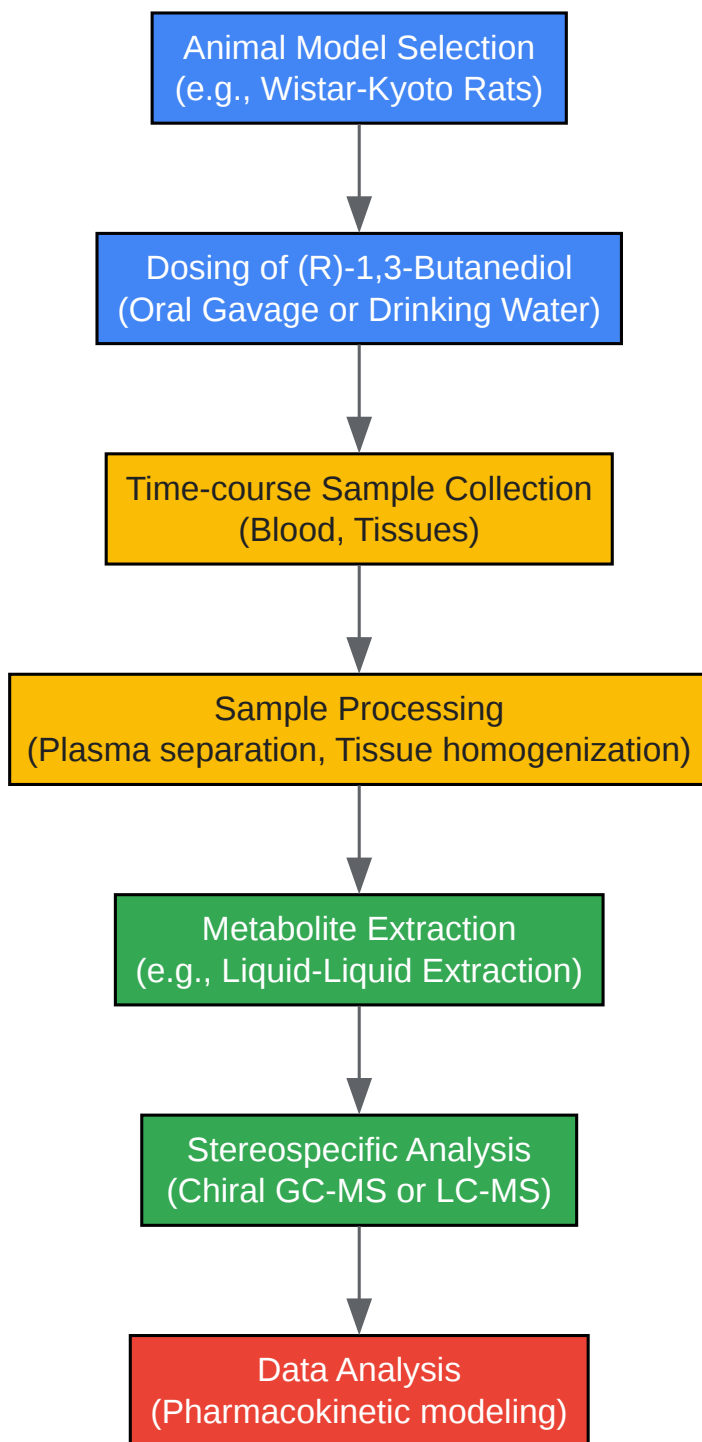 Animal Model Selection
(e.g., Wistar-Kyoto Rats)
Dosing of (R)-1,3-Butanediol
(Oral Gavage or Drinking Water)
Time-course Sample Collection
(Blood, Tissues)
Sample Processing
(Plasma separation, Tissue homogenization)
Metabolite Extraction
(e.g., Liquid-Liquid Extraction)
Stereospecific Analysis
(Chiral GC-MS or LC-MS)
Data Analysis
(Pharmacokinetic modeling)